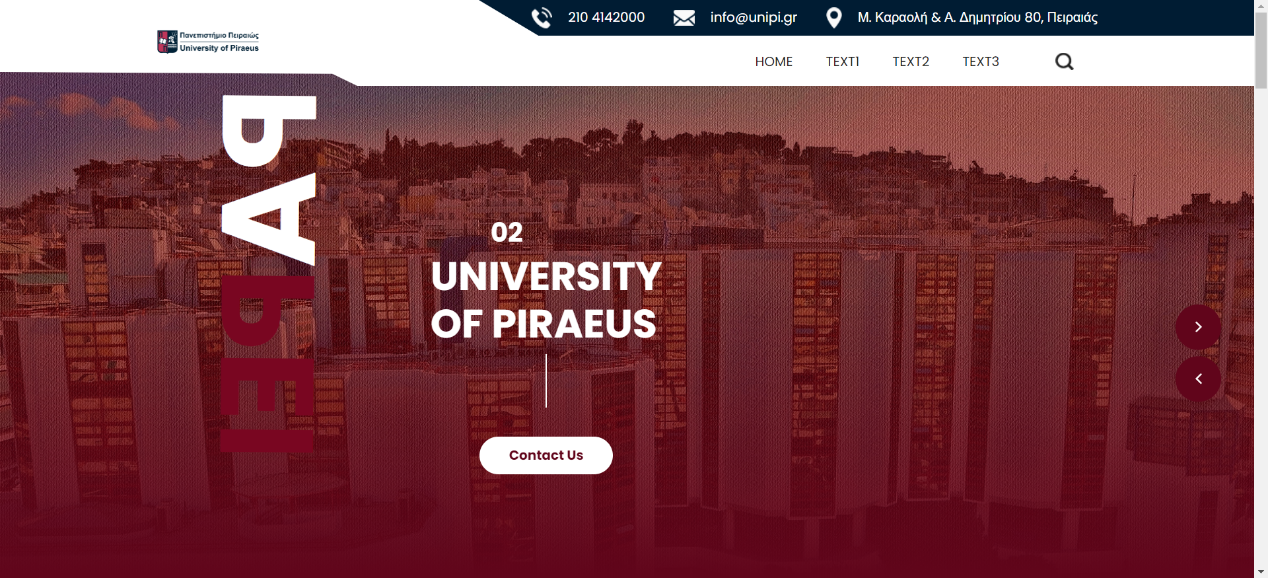 210 4142000
info@unipi.gr
Μ. Καραολή & Α. Δημητρίου 80, Πειραιάς
Πανεπιστήμιο Πειραιώς
University of Piraeus
HOME
TEXT1
TEXT2
TEXT3
PAPEI
02
UNIVERSITY
OF PIRAEUS
Contact Us